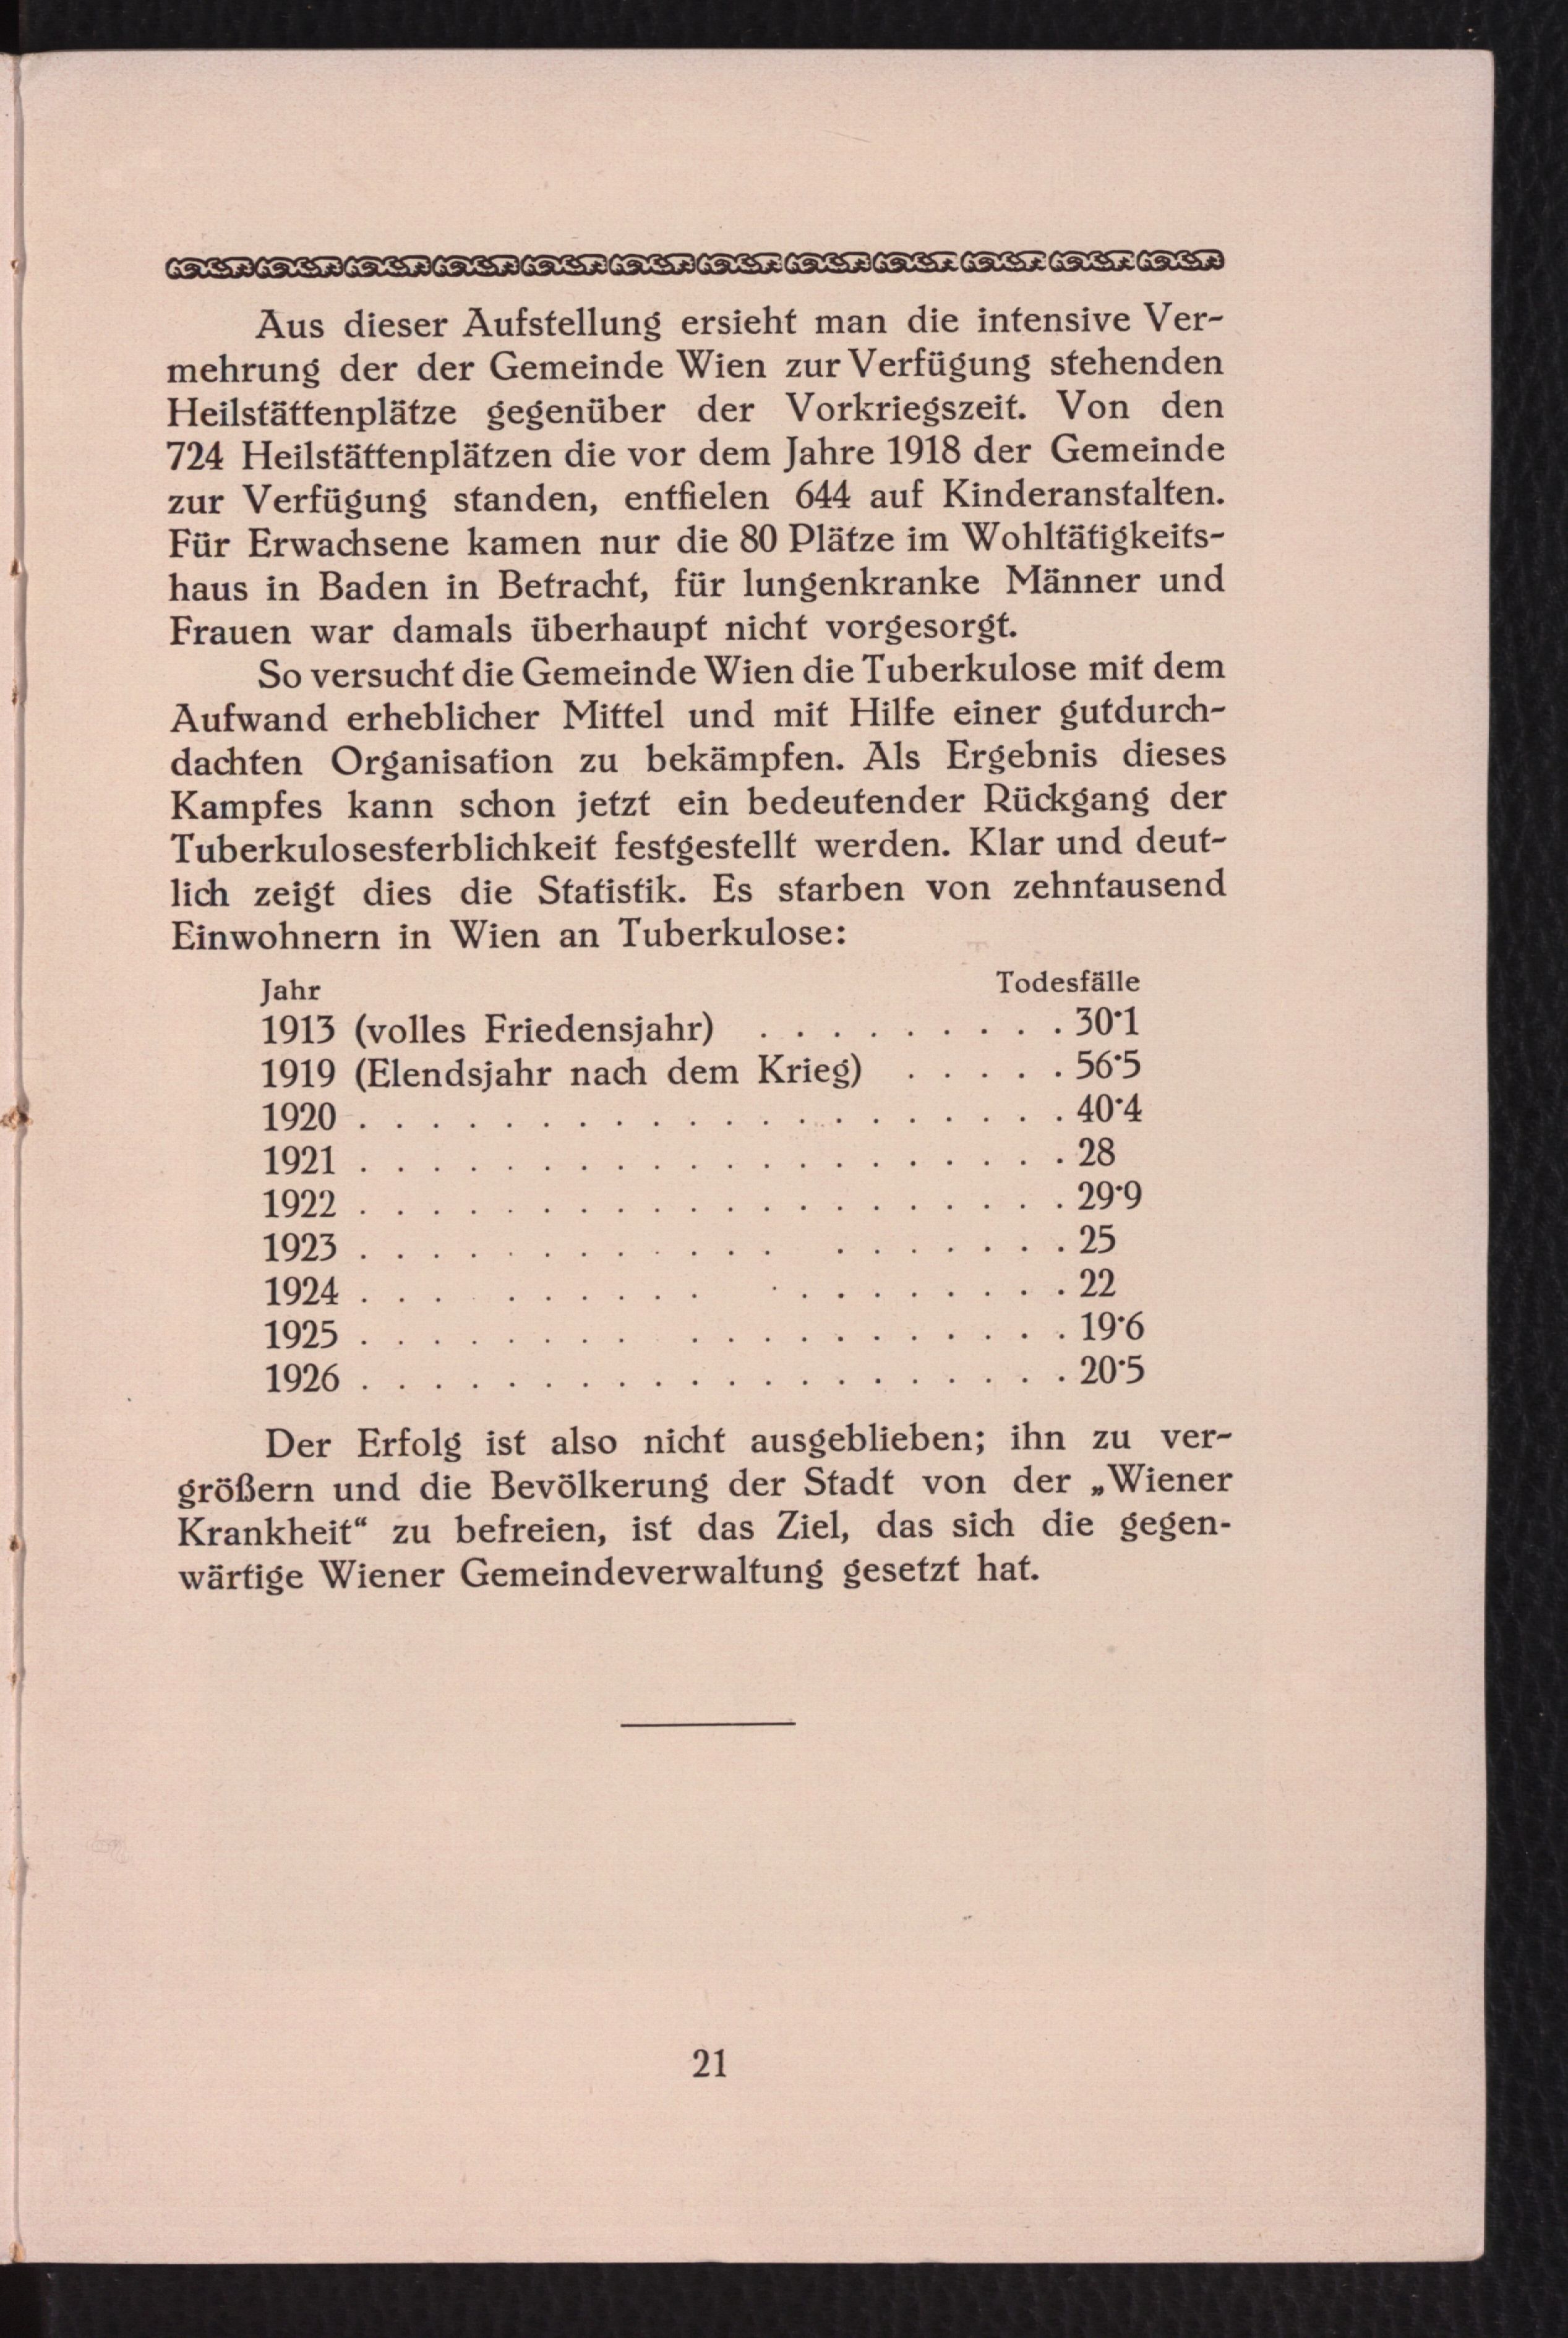 Aus dieser Aufstellung ersieht man die intensive Ver-
mehrung der der Gemeinde Wien zur Verfügung stehenden
Heilstättenplätze gegenüber der Vorkriegszeit. Von den
724 Heilstättenplätzen die vor dem Jahre 1918 der Gemeinde
zur Verfügung standen, entfielen 644 auf Kinderanstalten.
Für Erwachsene kamen nur die 80 Plätze im Wohltätigkeits-
haus in Baden in Betracht, für lungenkranke Männer und
Frauen war damals überhaupt nicht vorgesorgt.
So versucht die Gemeinde Wien die Tuberkulose mit dem
Aufwand erheblicher Mittel und mit Hilfe einer gutdurch-
dachten Organisation zu bekämpfen. Als Ergebnis dieses
Kampfes kann schon jetzt ein bedeutender Rückgang der
Tuberkulosesterblichkeit festgestellt werden. Klar und deut-
lich zeigt dies die Statistik. Es starben von zehntausend
Einwohnern in Wien an Tuberkulose:
Jahr Todesfälle
1913 (volles Friedensjahr) . . . . . . . . . 30·1
1919 (Elendsjahr nach dem Krieg) . . . . . 56·5
1920 . . . . . . . . . . . . . . . . . . . . 40·4
1921 . . . . . . . . . . . . . . . . . . . . 28
1922 . . . . . . . . . . . . . . . . . . . . 29·9
1923 . . . . . . . . . . . . . . . . . . . 25
1924 . . . . . . . . . . . . . . . . . . 22
1925 . . . . . . . . . . . . . . . . . . . 19·6
1926 . . . . . . . . . . . . . . . . . . . . 20·5
Der Erfolg ist also nicht ausgeblieben; ihn zu ver-
größern und die Bevölkerung der Stadt von der „Wiener
Krankheit“ zu befreien, ist das Ziel, das sich die gegen-
wärtige Wiener Gemeindeverwaltung gesetzt hat.
21